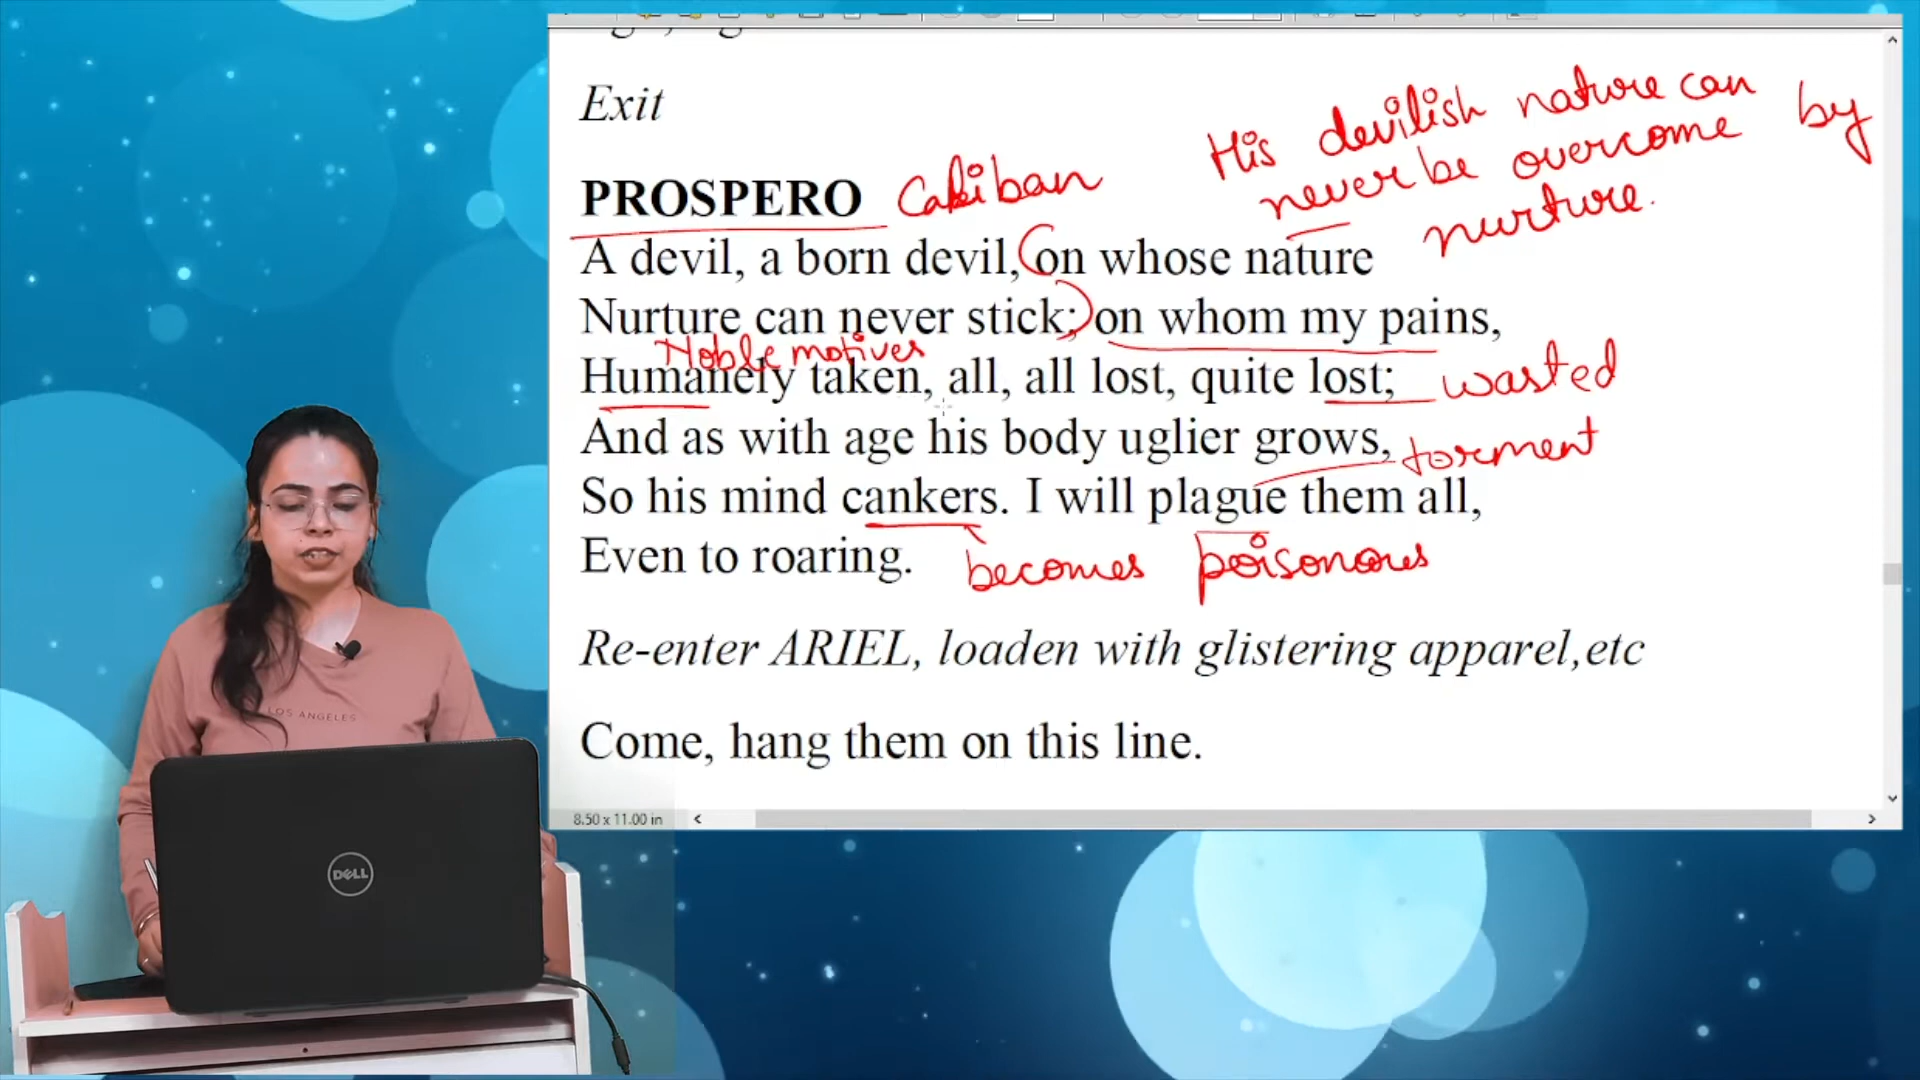 Exit
His devilish nature can
never be overcome by
nurture.
PROSPERO Caliban
A devil, a born devil, on whose nature
Nurture can never stick; on whom my pains,
Noble motives
Humanely taken, all, all lost, quite lost; wasted
And as with age his body uglier grows,
torment
So his mind cankers. I will plague them all,
Even to roaring. becomes poisonous
Re-enter ARIEL, loaden with glistering apparel,etc
Come, hang them on this line.
8.50 x 11.00 in
LOS ANGELES
DELL